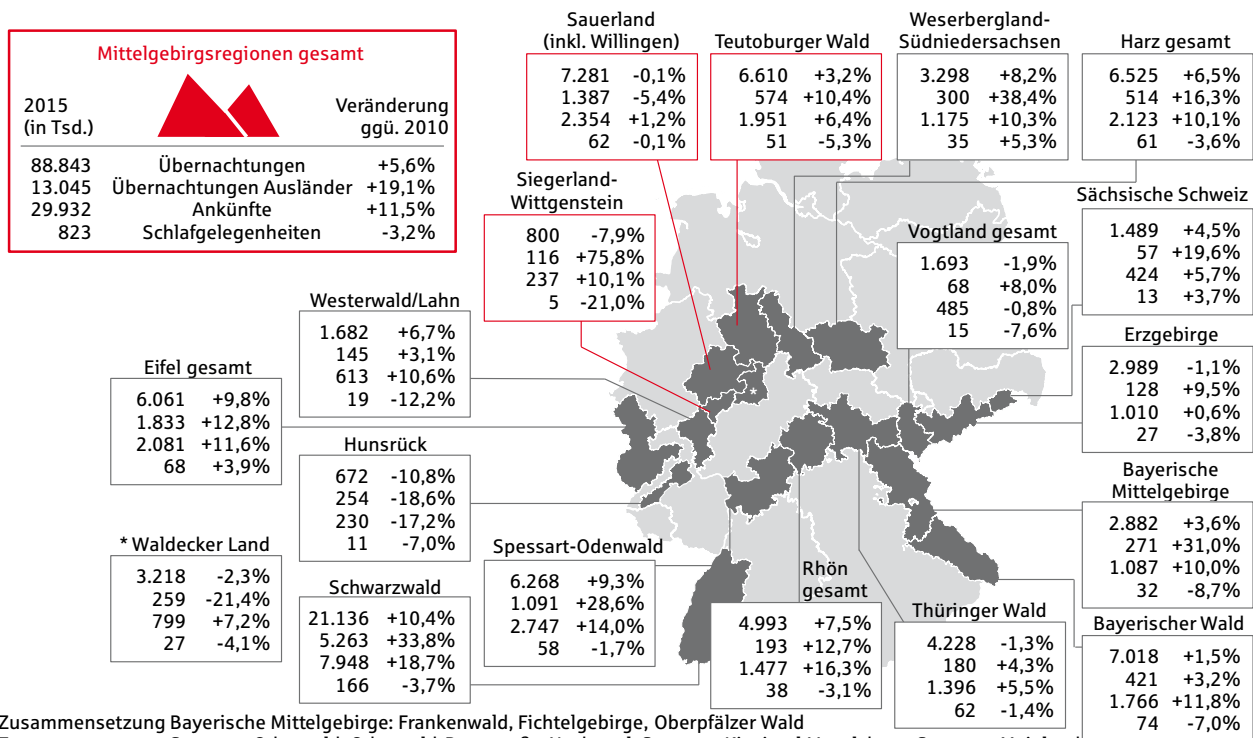 Mittelgebirgsregionen gesamt
2015 (in Tsd.)
Veränderung ggü. 2010
88.843 Übernachtungen +5,6%
13.045 Übernachtungen Ausländer +19,1%
29.932 Ankünfte +11,5%
823 Schlafgelegenheiten -3,2%
Sauerland
(inkl. Willingen)
7.281 -0,1%
1.387 -5,4%
2.354 +1,2%
62 -0,1%
Teutoburger Wald
6.610 +3,2%
574 +10,4%
1.951 +6,4%
51 -5,3%
Weserbergland-
Südniedersachsen
3.298 +8,2%
300 +38,4%
1.175 +10,3%
35 +5,3%
Harz gesamt
6.525 +6,5%
514 +16,3%
2.123 +10,1%
61 -3,6%
Siegerland-
Wittgenstein
800 -7,9%
116 +75,8%
237 +10,1%
5 -21,0%
Vogtland gesamt
1.693 -1,9%
68 +8,0%
485 -0,8%
15 -7,6%
Sächsische Schweiz
1.489 +4,5%
57 +19,6%
424 +5,7%
13 +3,7%
Westerwald/Lahn
1.682 +6,7%
145 +3,1%
613 +10,6%
19 -12,2%
Erzgebirge
2.989 -1,1%
128 +9,5%
1.010 +0,6%
27 -3,8%
Eifel gesamt
6.061 +9,8%
1.833 +12,8%
2.081 +11,6%
68 +3,9%
*
Hunsrück
672 -10,8%
254 -18,6%
230 -17,2%
11 -7,0%
Bayerische
Mittelgebirge
2.882 +3,6%
271 +31,0%
1.087 +10,0%
32 -8,7%
* Waldecker Land
3.218 -2,3%
259 -21,4%
799 +7,2%
27 -4,1%
Schwarzwald
21.136 +10,4%
5.263 +33,8%
7.948 +18,7%
166 -3,7%
Spessart-Odenwald
6.268 +9,3%
1.091 +28,6%
2.747 +14,0%
58 -1,7%
Rhön
gesamt
4.993 +7,5%
193 +12,7%
1.477 +16,3%
38 -3,1%
Thüringer Wald
4.228 -1,3%
180 +4,3%
1.396 +5,5%
62 -1,4%
Bayerischer Wald
7.018 +1,5%
421 +3,2%
1.766 +11,8%
74 -7,0%
Zusammensetzung Bayerische Mittelgebirge: Frankenwald, Fichtelgebirge, Oberpfälzer Wald